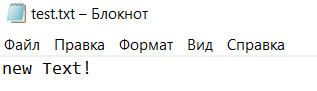 test.txt – Блокнот
Файл Правка Формат Вид Справка
new Text!